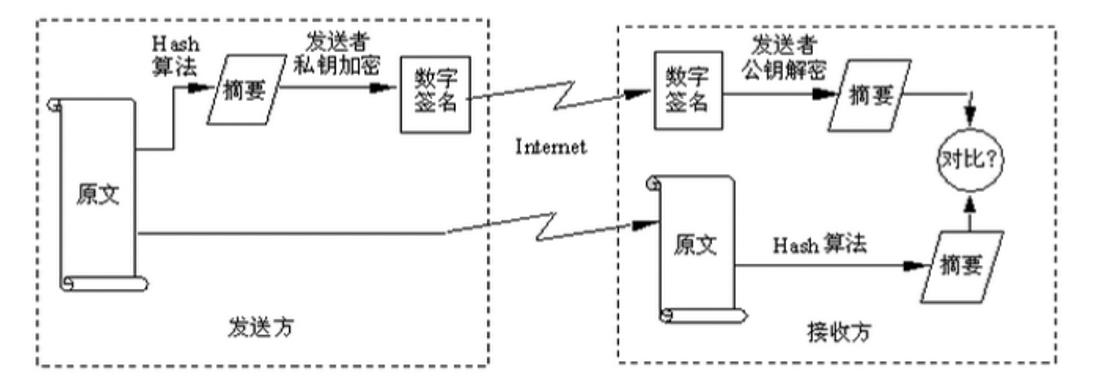 Hash
算法
摘要
发送者
私钥加密
数字
签名
原文
发送方
Internet
数字
签名
发送者
公钥解密
摘要
对比?
原文
Hash 算法
摘要
接收方